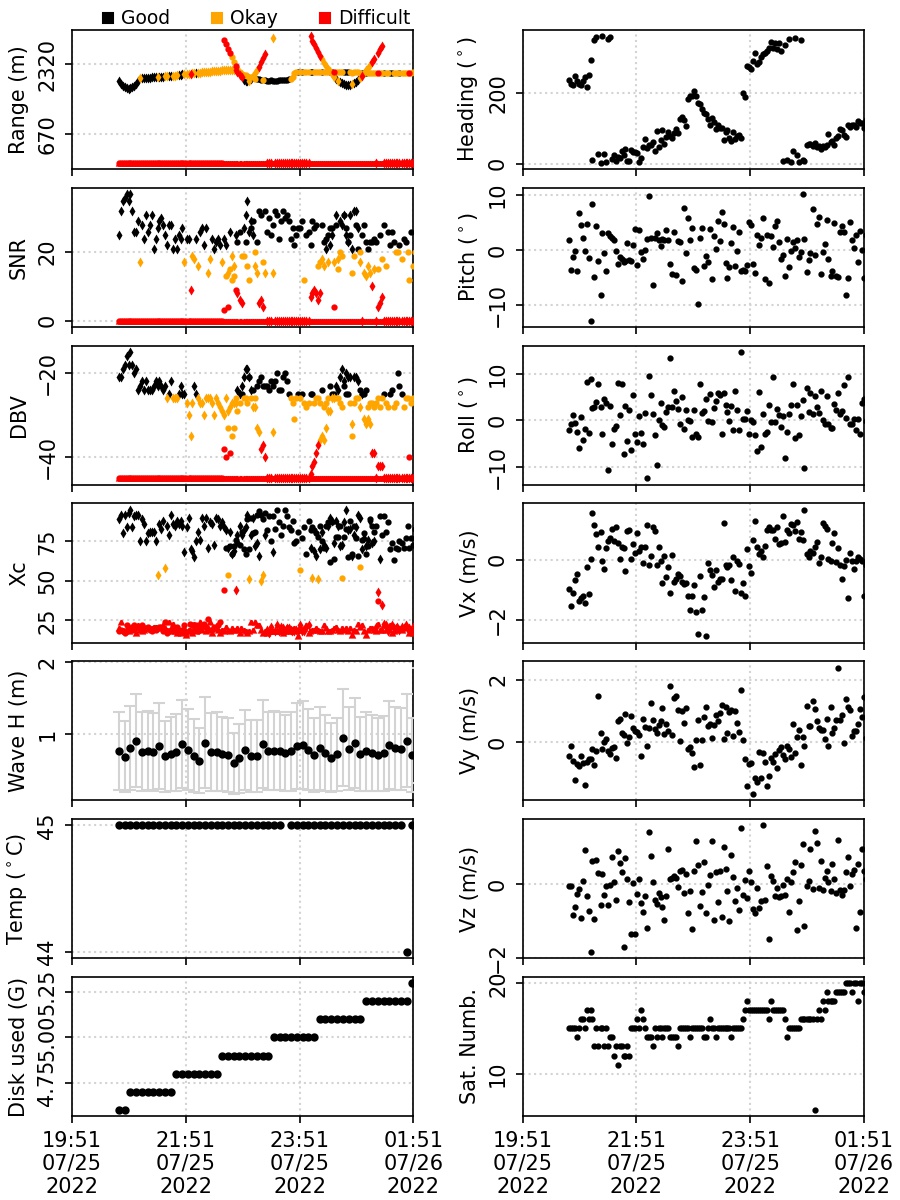 Good Okay Difficult
Range (m)
2320
670
Heading (°)
200
0
SNR
20
0
Pitch (°)
10
0
−10
DBV
−20
−40
Roll (°)
10
0
−10
Xc
75
50
25
Vx (m/s)
0
−2
Wave H (m)
2
1
Vy (m/s)
2
0
Temp (°C)
45
44
Vz (m/s)
0
−2
Disk used (G)
5.25
5.00
4.75
Sat. Numb.
20
10
19:51 21:51 23:51 01:51
07/25 07/25 07/25 07/26
2022 2022 2022 2022
19:51 21:51 23:51 01:51
07/25 07/25 07/25 07/26
2022 2022 2022 2022